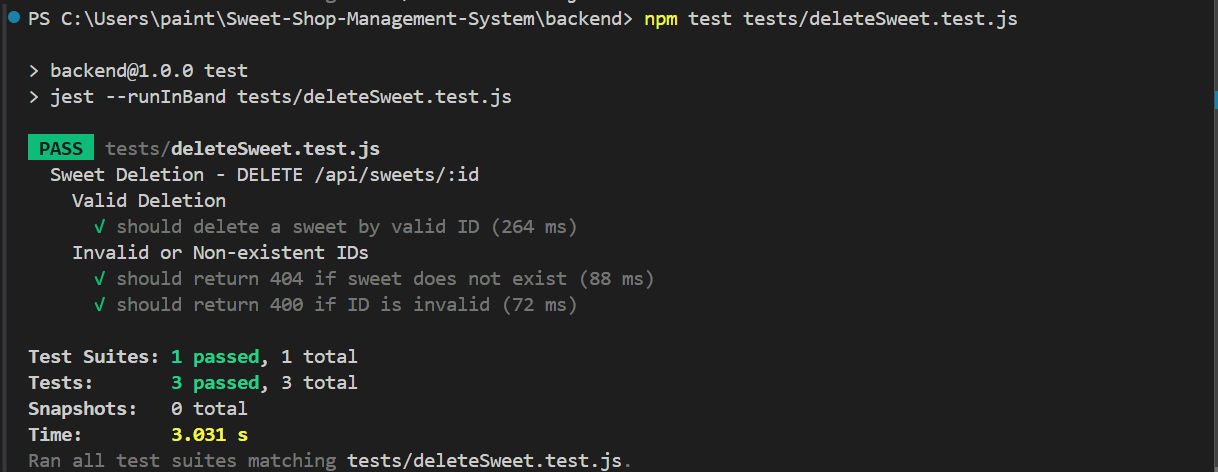 PS C:\Users\paint\Sweet-Shop-Management-System\backend> npm test tests/deleteSweet.test.js
> backend@1.0.0 test
> jest --runInBand tests/deleteSweet.test.js
PASS tests/deleteSweet.test.js
Sweet Deletion - DELETE /api/sweets/:id
Valid Deletion
√ should delete a sweet by valid ID (264 ms)
Invalid or Non-existent IDs
√ should return 404 if sweet does not exist (88 ms)
√ should return 400 if ID is invalid (72 ms)
Test Suites: 1 passed, 1 total
Tests: 3 passed, 3 total
Snapshots: 0 total
Time: 3.031 s
Ran all test suites matching tests/deleteSweet.test.js.